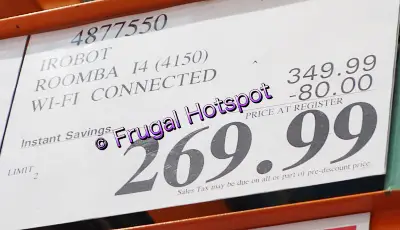 4877550
IROBOT
ROOMBA I4 (4150)
WI-FI CONNECTED
349.99
Instant Savings
-80.00
PRICE AT REGISTER
© Frugal Hotspot
269.99
LIMIT
2
Sales Tax may be due on all or part of pre-discount price